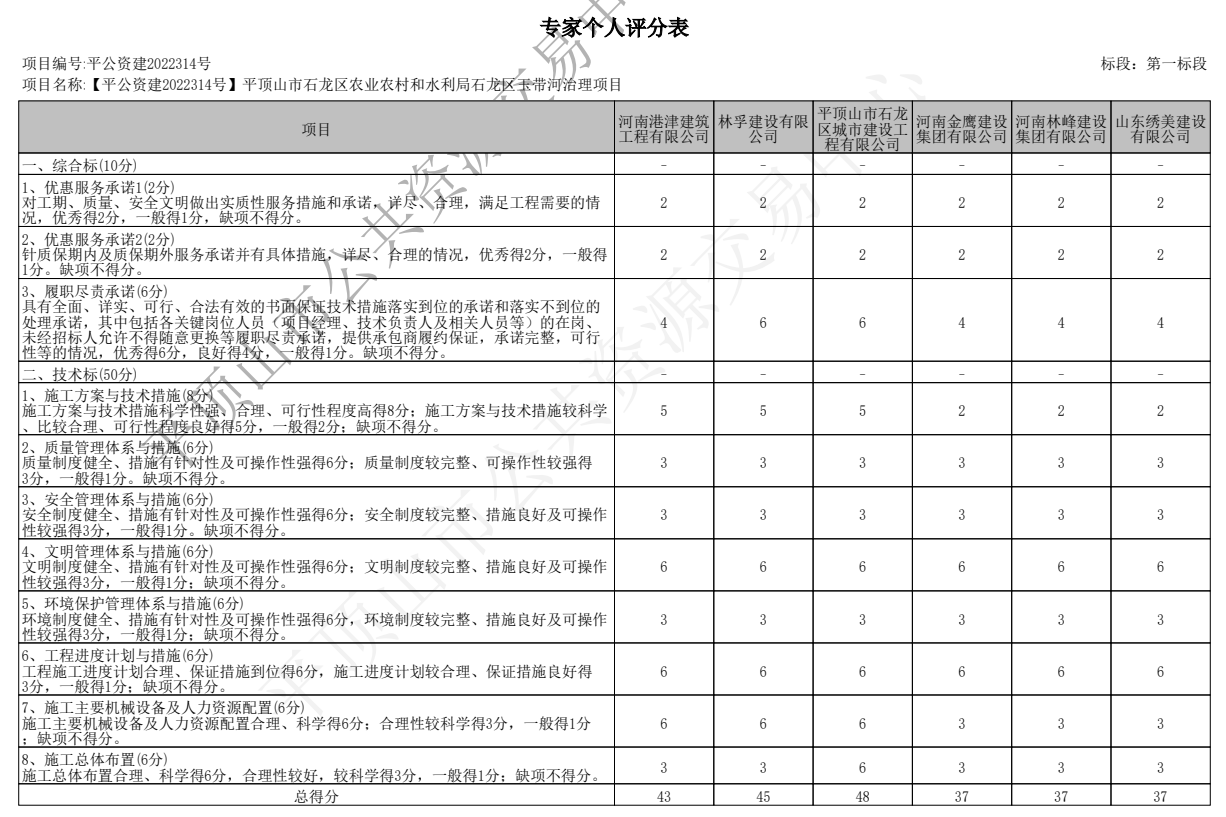 专家个人评分表
项目编号:平公资建2022314号
标段：第一标段
项目名称:【平公资建2022314号】平顶山市石龙区农业农村和水利局石龙区玉带河治理项目
项目 河南港津建筑工程有限公司 林孚建设有限公司 平顶山市石龙区城市建设工程有限公司 河南金鹰建设集团有限公司 河南林峰建设集团有限公司 山东绣美建设有限公司
一、综合标(10分) - - - - - -
1、优惠服务承诺1(2分)
对工期、质量、安全文明做出实质性服务措施和承诺，详尽、合理，满足工程需要的情
况，优秀得2分，一般得1分，缺项不得分。
2 2 2 2 2 2
2、优惠服务承诺2(2分)
针质保期内及质保期外服务承诺并有具体措施，详尽、合理的情况，优秀得2分，一般得
1分。缺项不得分。
2 2 2 2 2 2
3、履职尽责承诺(6分)
具有全面、详实、可行、合法有效的书面保证技术措施落实到位的承诺和落实不到位的
处理承诺，其中包括各关键岗位人员（项目经理、技术负责人及相关人员等）的在岗、
未经招标人允许不得随意更换等履职尽责承诺，提供承包商履约保证，承诺完整，可行
性等的情况，优秀得6分，良好得4分，一般得1分。缺项不得分。
4 6 6 4 4 4
二、技术标(50分) - - - - - -
1、施工方案与技术措施(8分)
施工方案与技术措施科学性强、合理、可行性程度高得8分；施工方案与技术措施较科学
、比较合理、可行性程度良好得5分，一般得2分；缺项不得分。
5 5 5 2 2 2
2、质量管理体系与措施(6分)
质量制度健全、措施有针对性及可操作性强得6分；质量制度较完整、可操作性较强得
3分，一般得1分。缺项不得分。
3 3 3 3 3 3
3、安全管理体系与措施(6分)
安全制度健全、措施有针对性及可操作性强得6分；安全制度较完整、措施良好及可操作
性较强得3分，一般得1分。缺项不得分。
3 3 3 3 3 3
4、文明管理体系与措施(6分)
文明制度健全、措施有针对性及可操作性强得6分；文明制度较完整、措施良好及可操作
性较强得3分，一般得1分；缺项不得分。
6 6 6 6 6 6
5、环境保护管理体系与措施(6分)
环境制度健全、措施有针对性及可操作性强得6分，环境制度较完整、措施良好及可操作
性较强得3分，一般得1分；缺项不得分。
3 3 3 3 3 3
6、工程进度计划与措施(6分)
工程施工进度计划合理、保证措施到位得6分，施工进度计划较合理、保证措施良好得
3分，一般得1分；缺项不得分。
6 6 6 6 6 6
7、施工主要机械设备及人力资源配置(6分)
施工主要机械设备及人力资源配置合理、科学得6分；合理性较科学得3分，一般得1分
；缺项不得分。
6 6 6 3 3 3
8、施工总体布置(6分)
施工总体布置合理、科学得6分，合理性较好，较科学得3分，一般得1分；缺项不得分。
3 3 6 3 3 3
总得分 43 45 48 37 37 37
平顶山市公共资源交易中
平顶山市公共资源交易中心